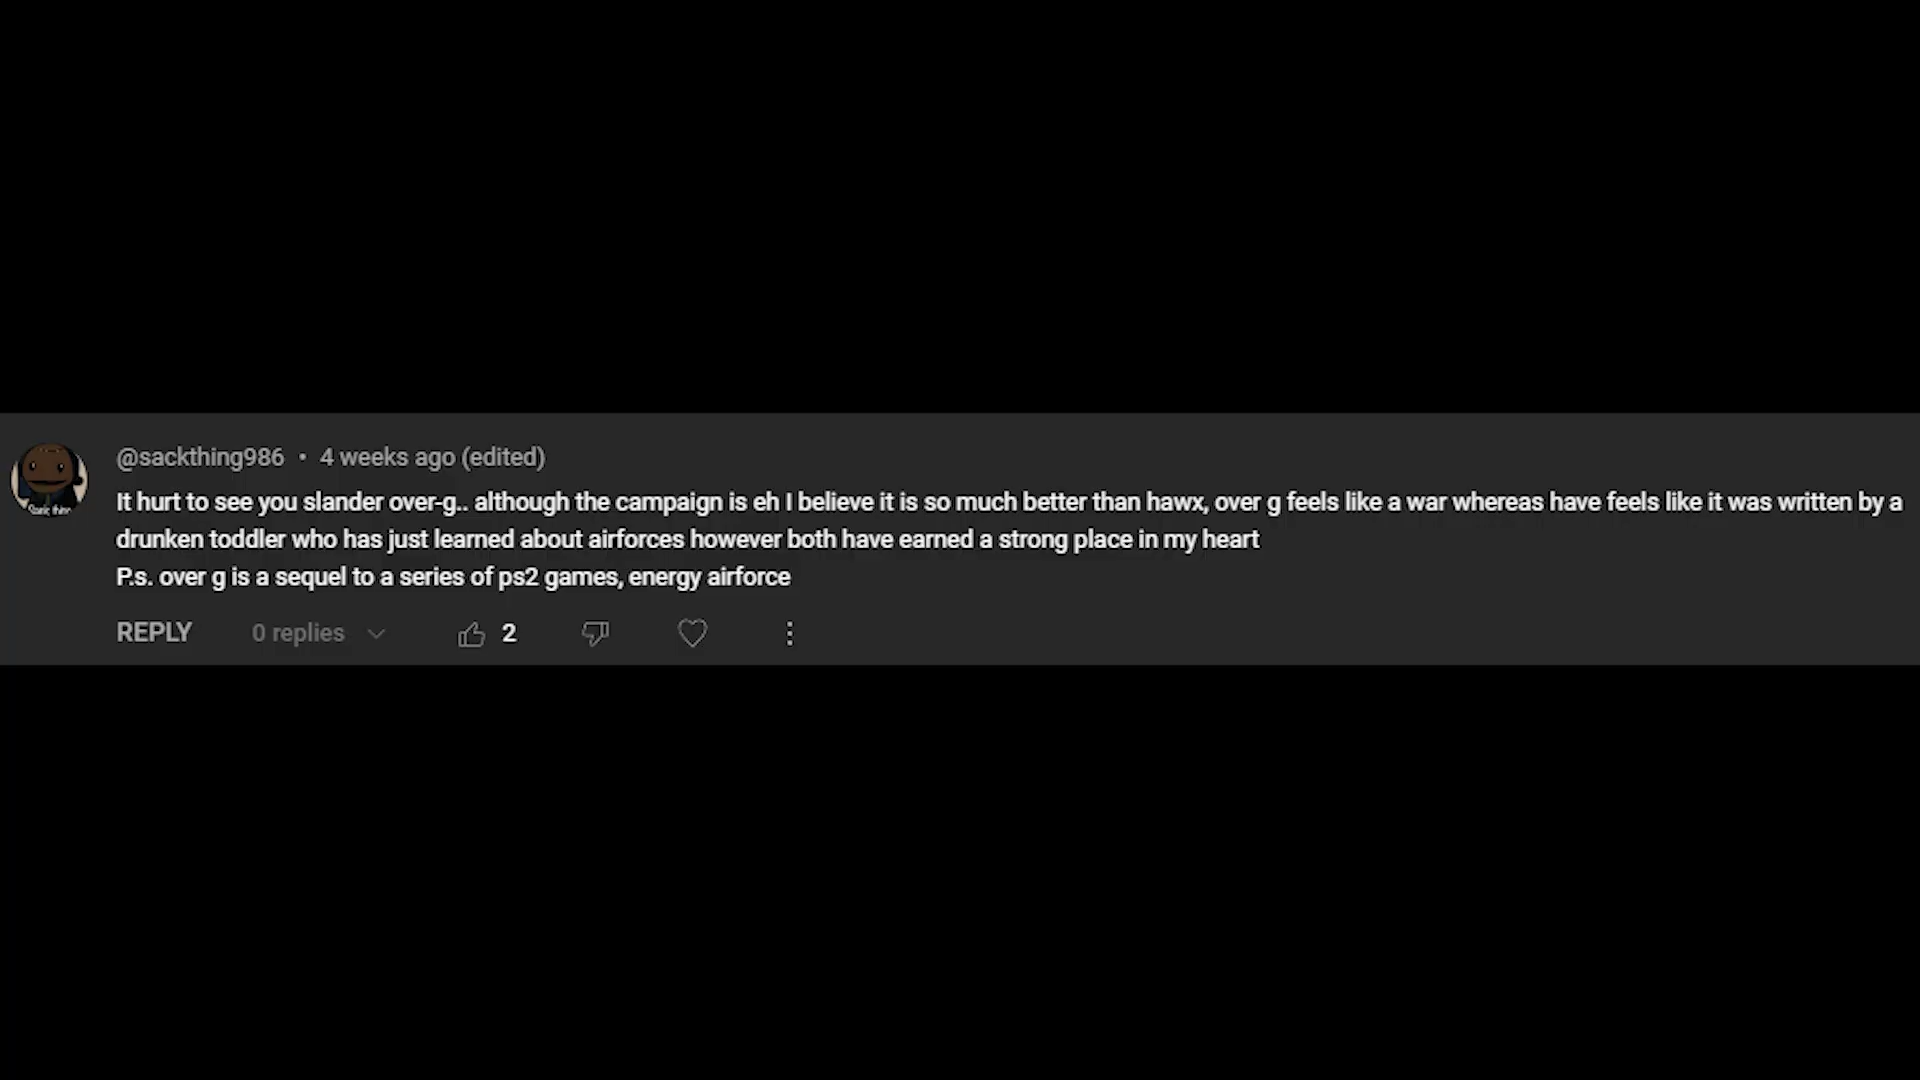 @sackthing986 • 4 weeks ago (edited)
It hurt to see you slander over-g.. although the campaign is eh I believe it is so much better than hawx, over g feels like a war whereas have feels like it was written by a
drunken toddler who has just learned about airforces however both have earned a strong place in my heart
P.s. over g is a sequel to a series of ps2 games, energy airforce
REPLY 0 replies 2